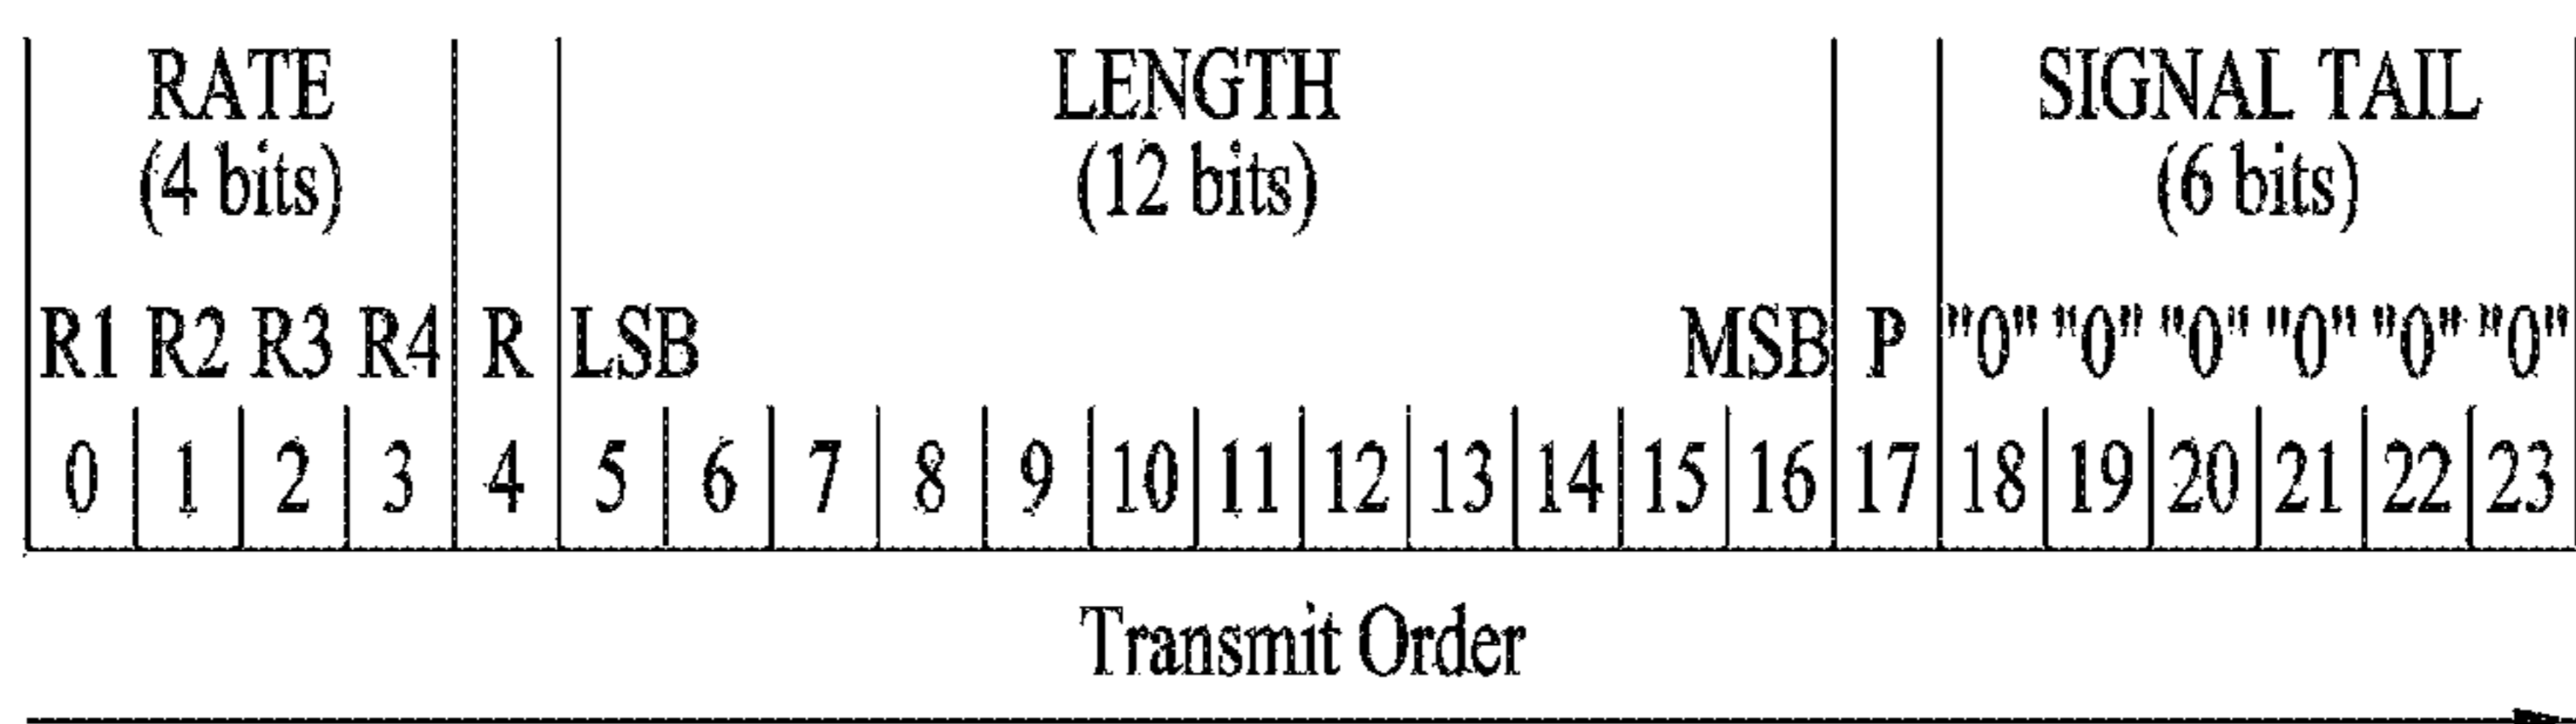 RATE LENGTH SIGNAL TAIL
(4 bits) (12 bits) (6 bits)
R1 R2 R3 R4 R LSB MSB P "0" "0" "0" "0" "0" "0"
0 1 2 3 4 5 6 7 8 9 10 11 12 13 14 15 16 17 18 19 20 21 22 23
Transmit Order